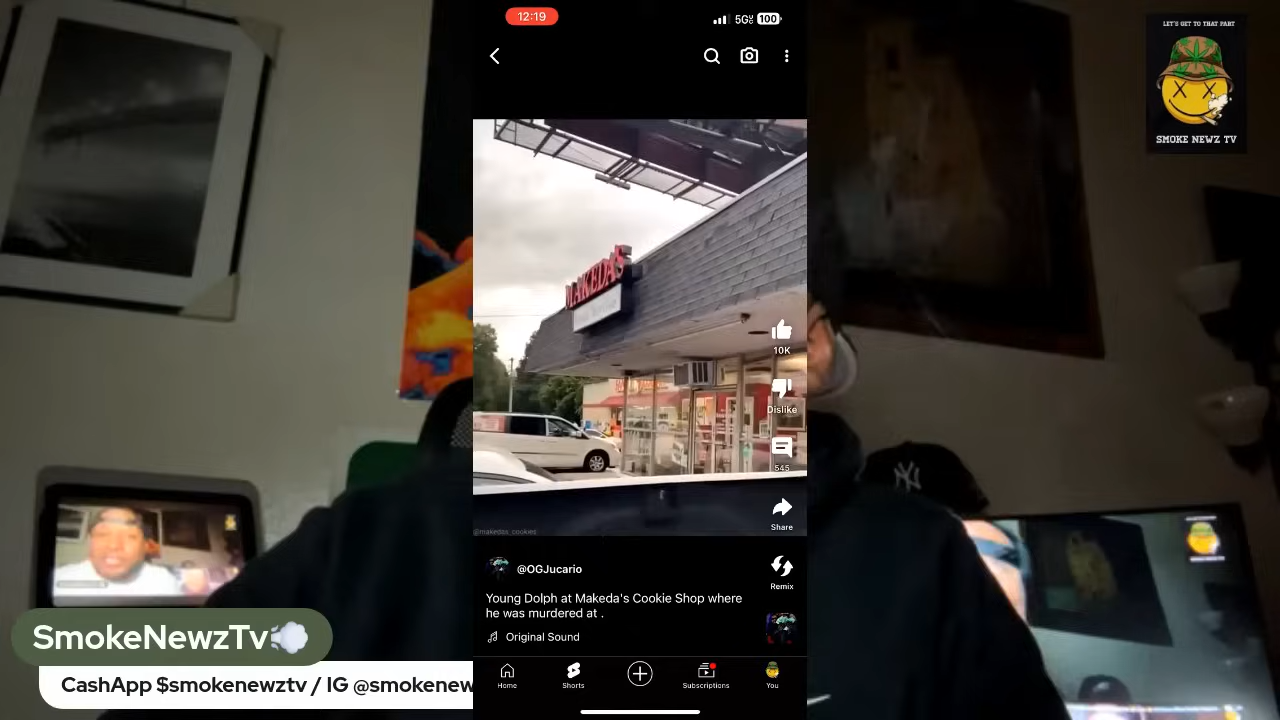 12:19
5G
100
LET'S GET TO THAT PART
SMOKE NEWZ TV
MAKEDA'S
10K
Dislike
545
Share
@makedas_cookies
@OGJucario
Remix
Young Dolph at Makeda's Cookie Shop where
he was murdered at .
Original Sound
SmokeNewzTv
CashApp $smokenewztv / IG @smokenew
Home
Shorts
Subscriptions
You